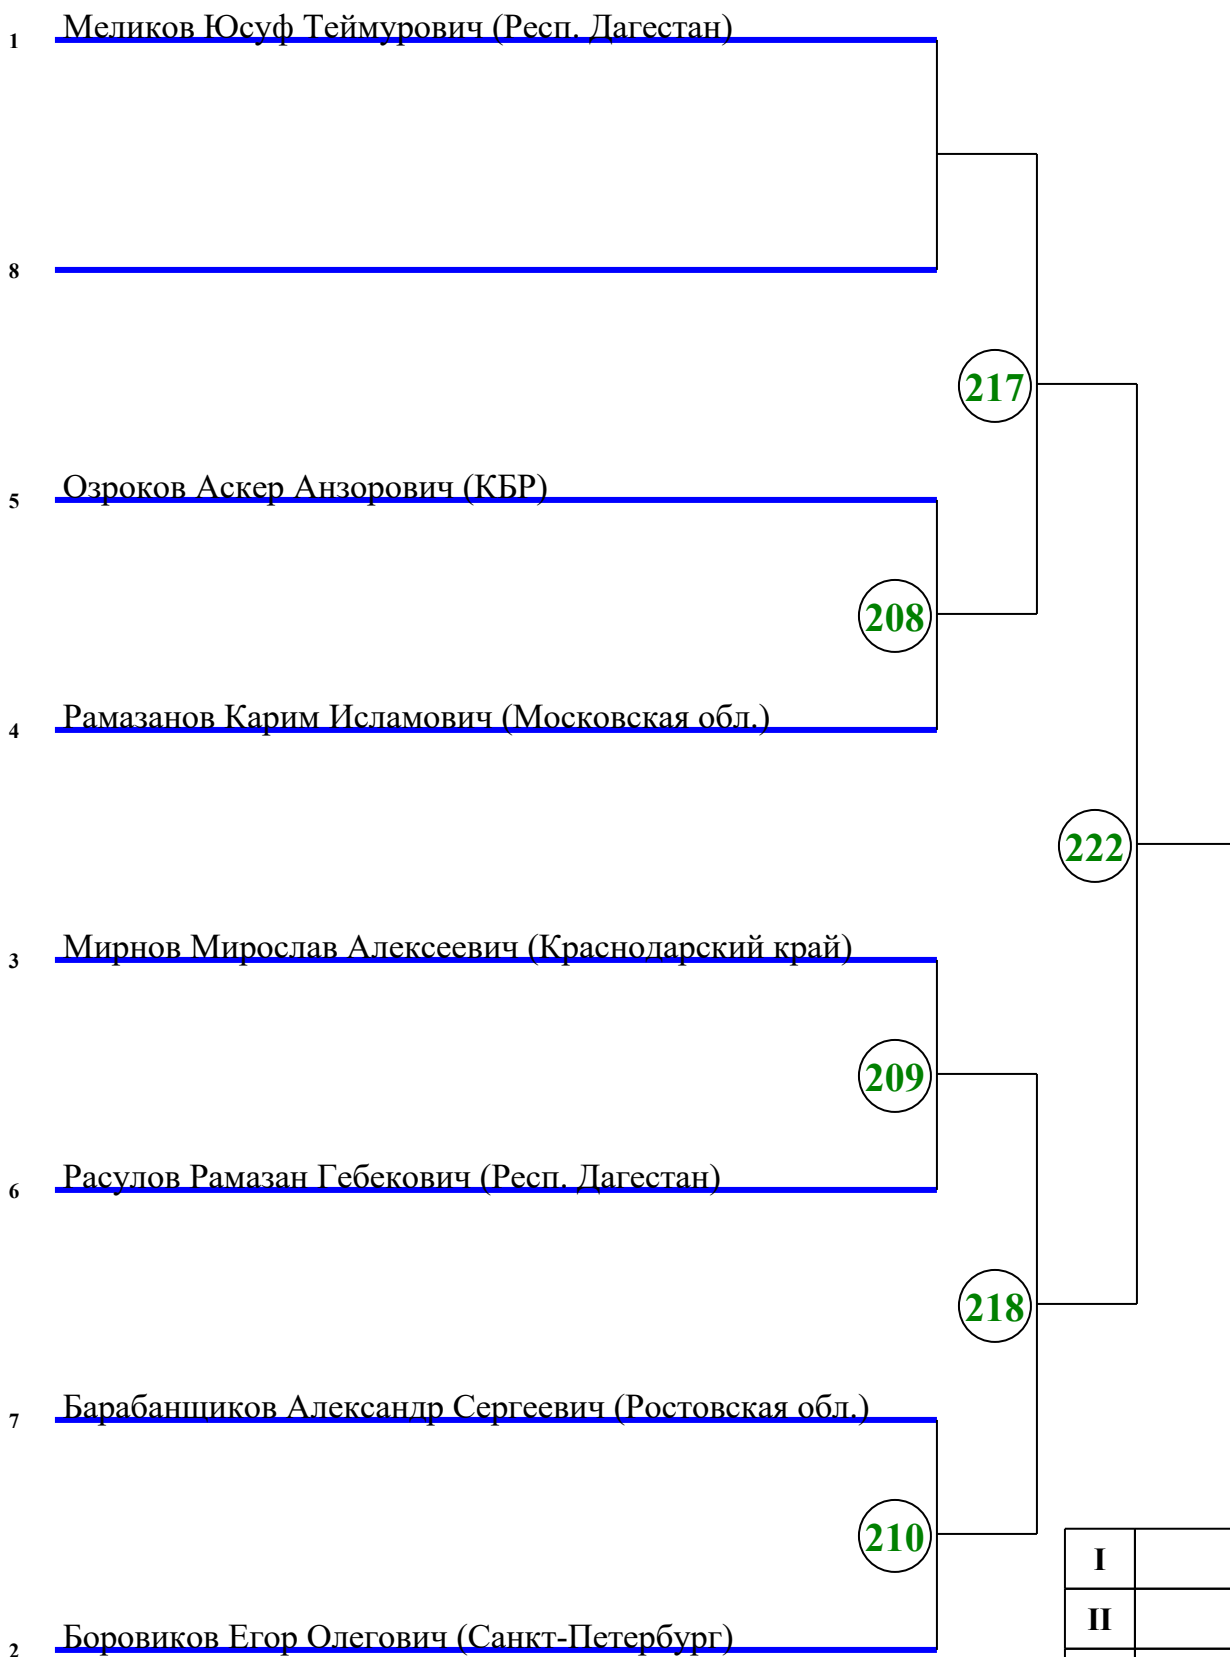 1 Меликов Юсуф Теймурович (Респ. Дагестан)
8
217
5 Озроков Аскер Анзорович (КБР)
208
4 Рамазанов Карим Исламович (Московская обл.)
222
3 Мирнов Мирослав Алексеевич (Краснодарский край)
209
6 Расулов Рамазан Гебекович (Респ. Дагестан)
218
7 Барабанщиков Александр Сергеевич (Ростовская обл.)
210
I
II
2 Боровиков Егор Олегович (Санкт-Петербург)